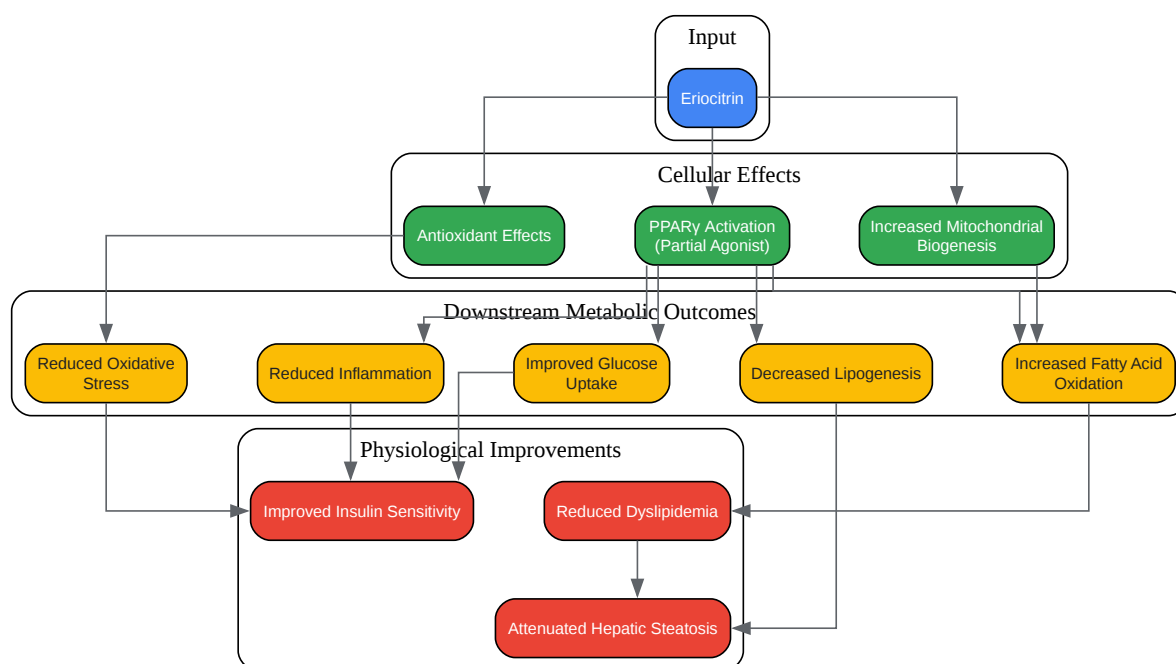 Input
Eriocitrin
Cellular Effects
Antioxidant Effects
PPARγ Activation
(Partial Agonist)
Increased Mitochondrial
Biogenesis
Downstream Metabolic Outcomes
Reduced Oxidative
Stress
Reduced Inflammation
Improved Glucose
Uptake
Decreased Lipogenesis
Increased Fatty Acid
Oxidation
Physiological Improvements
Improved Insulin Sensitivity
Reduced Dyslipidemia
Attenuated Hepatic Steatosis